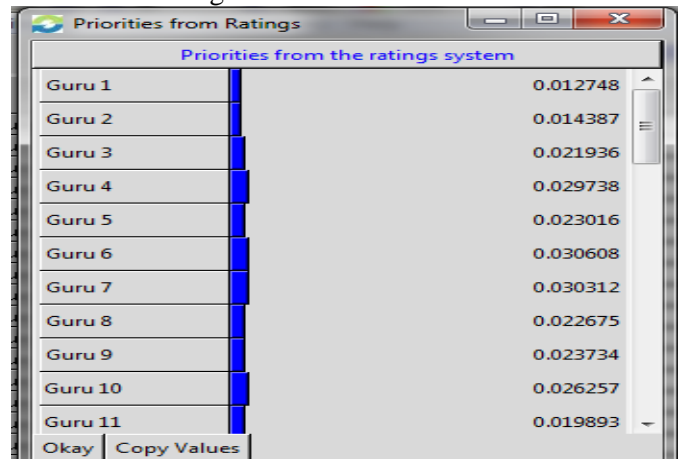 Priorities from Ratings
Priorities from the ratings system
Guru 1 0.012748
Guru 2 0.014387
Guru 3 0.021936
Guru 4 0.029738
Guru 5 0.023016
Guru 6 0.030608
Guru 7 0.030312
Guru 8 0.022675
Guru 9 0.023734
Guru 10 0.026257
Guru 11 0.019893
Okay Copy Values